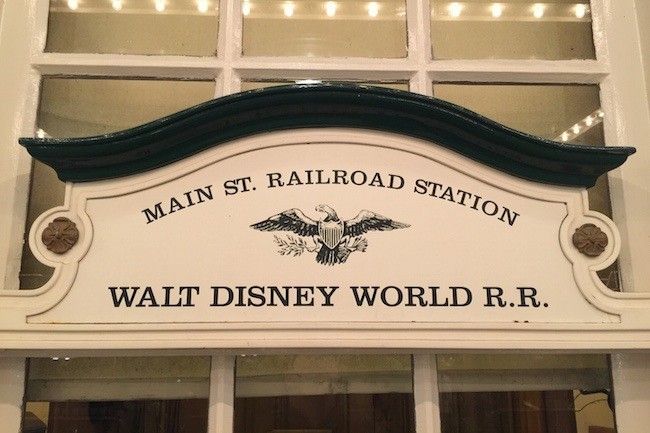 MAIN ST. RAILROAD STATION
WALT DISNEY WORLD R.R.